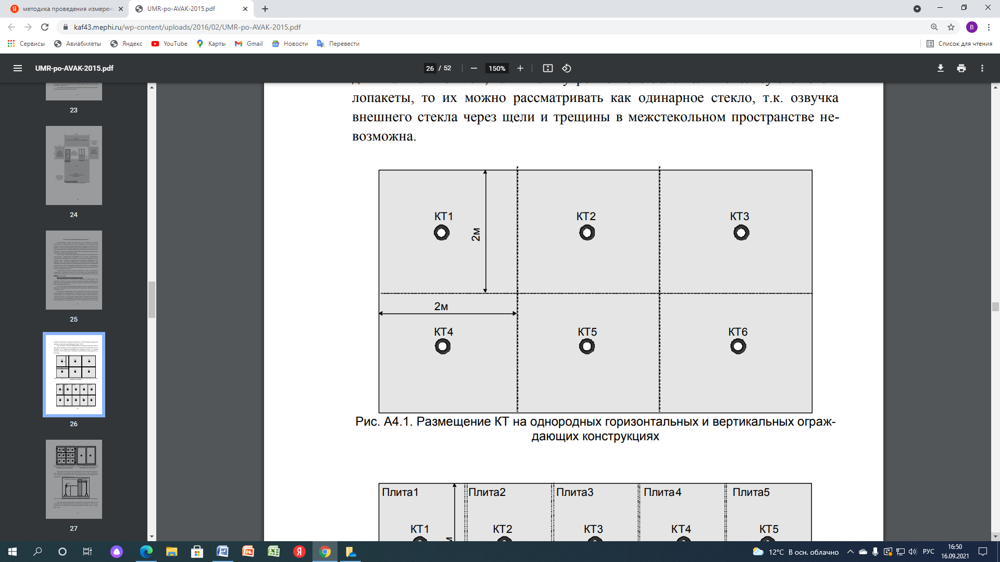 методика проведения измерен
UMR-po-AVAK-2015.pdf
kaf43.mephi.ru/wp-content/uploads/2016/02/UMR-po-AVAK-2015.pdf
B
Сервисы
Авиабилеты
Яндекс
YouTube
Карты
Gmail
Новости
Перевести
Список для чтения
UMR-po-AVAK-2015.pdf
26 / 52
150%
23
24
25
26
27
лопакеты, то их можно рассматривать как одинарное стекло, т.к. озвучка
внешнего стекла через щели и трещины в межстекольном пространстве не-
возможна.
КТ1
КТ2
КТ3
2м
2м
КТ4
КТ5
КТ6
Рис. А4.1. Размещение КТ на однородных горизонтальных и вертикальных ограж-
дающих конструкциях
Плита1
Плита2
Плита3
Плита4
Плита5
КТ1
КТ2
КТ3
КТ4
КТ5
12°C В осн. облачно
РУС
16:50
16.09.2021